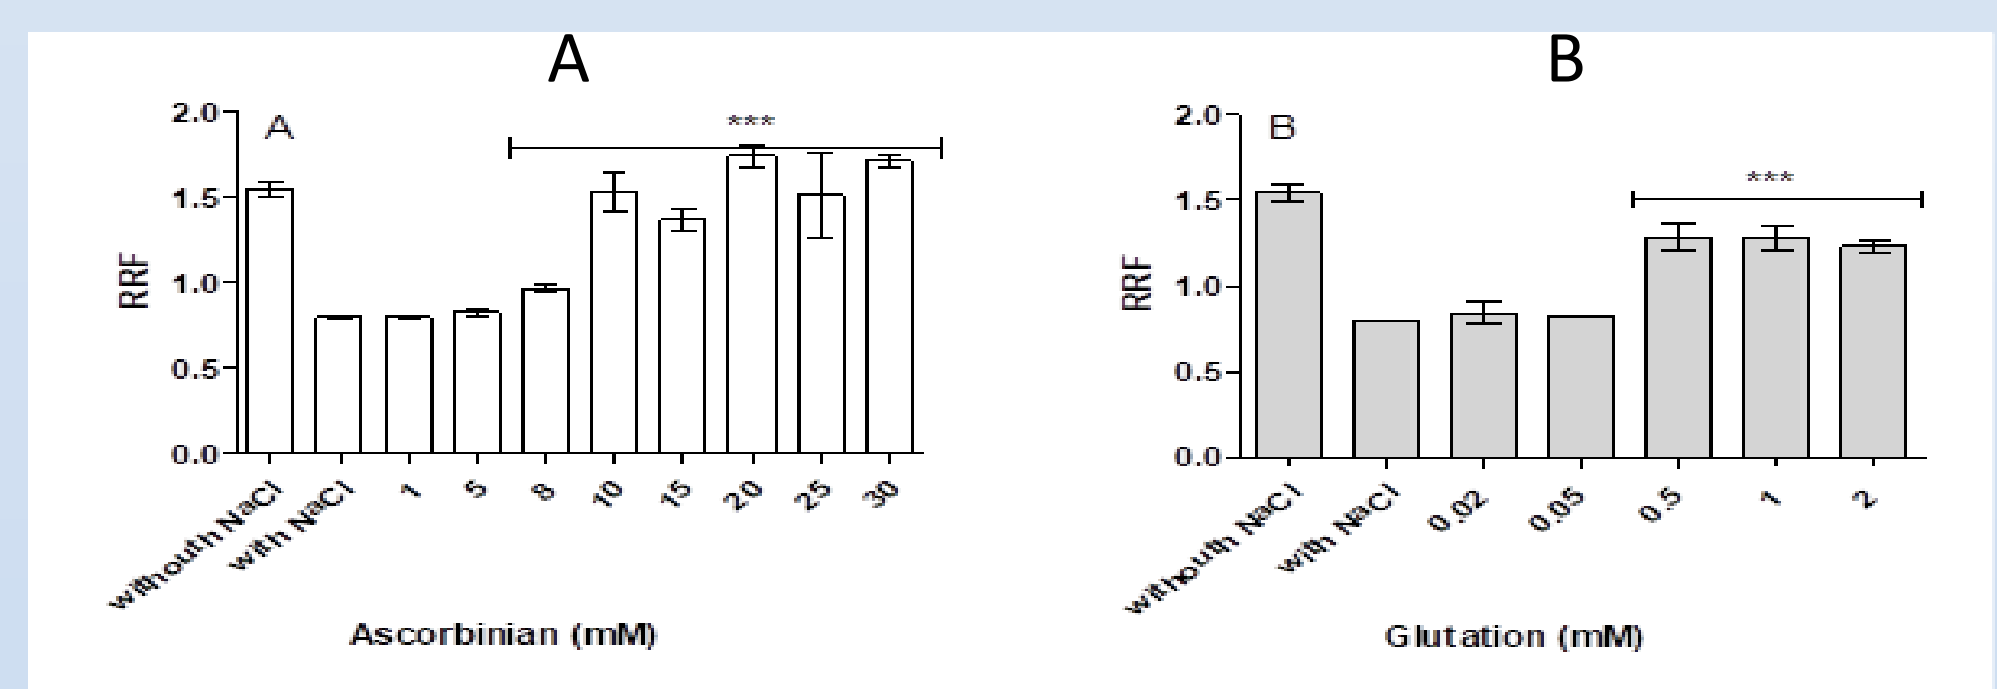 A
B
2.0
1.5
1.0
0.5
0.0
A
***
RRF
withouth NaCl
with NaCl
1
5
8
10
15
20
25
30
Ascorbinian (mM)
2.0
1.5
1.0
0.5
0.0
B
***
RRF
withouth NaCl
with NaCl
0.02
0.05
0.5
1
2
Glutation (mM)